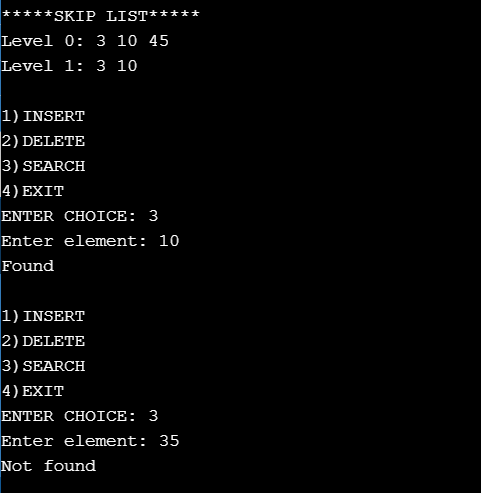 *****SKIP LIST*****
Level 0: 3 10 45
Level 1: 3 10
1)INSERT
2)DELETE
3)SEARCH
4)EXIT
ENTER CHOICE: 3
Enter element: 10
Found
1)INSERT
2)DELETE
3)SEARCH
4)EXIT
ENTER CHOICE: 3
Enter element: 35
Not found